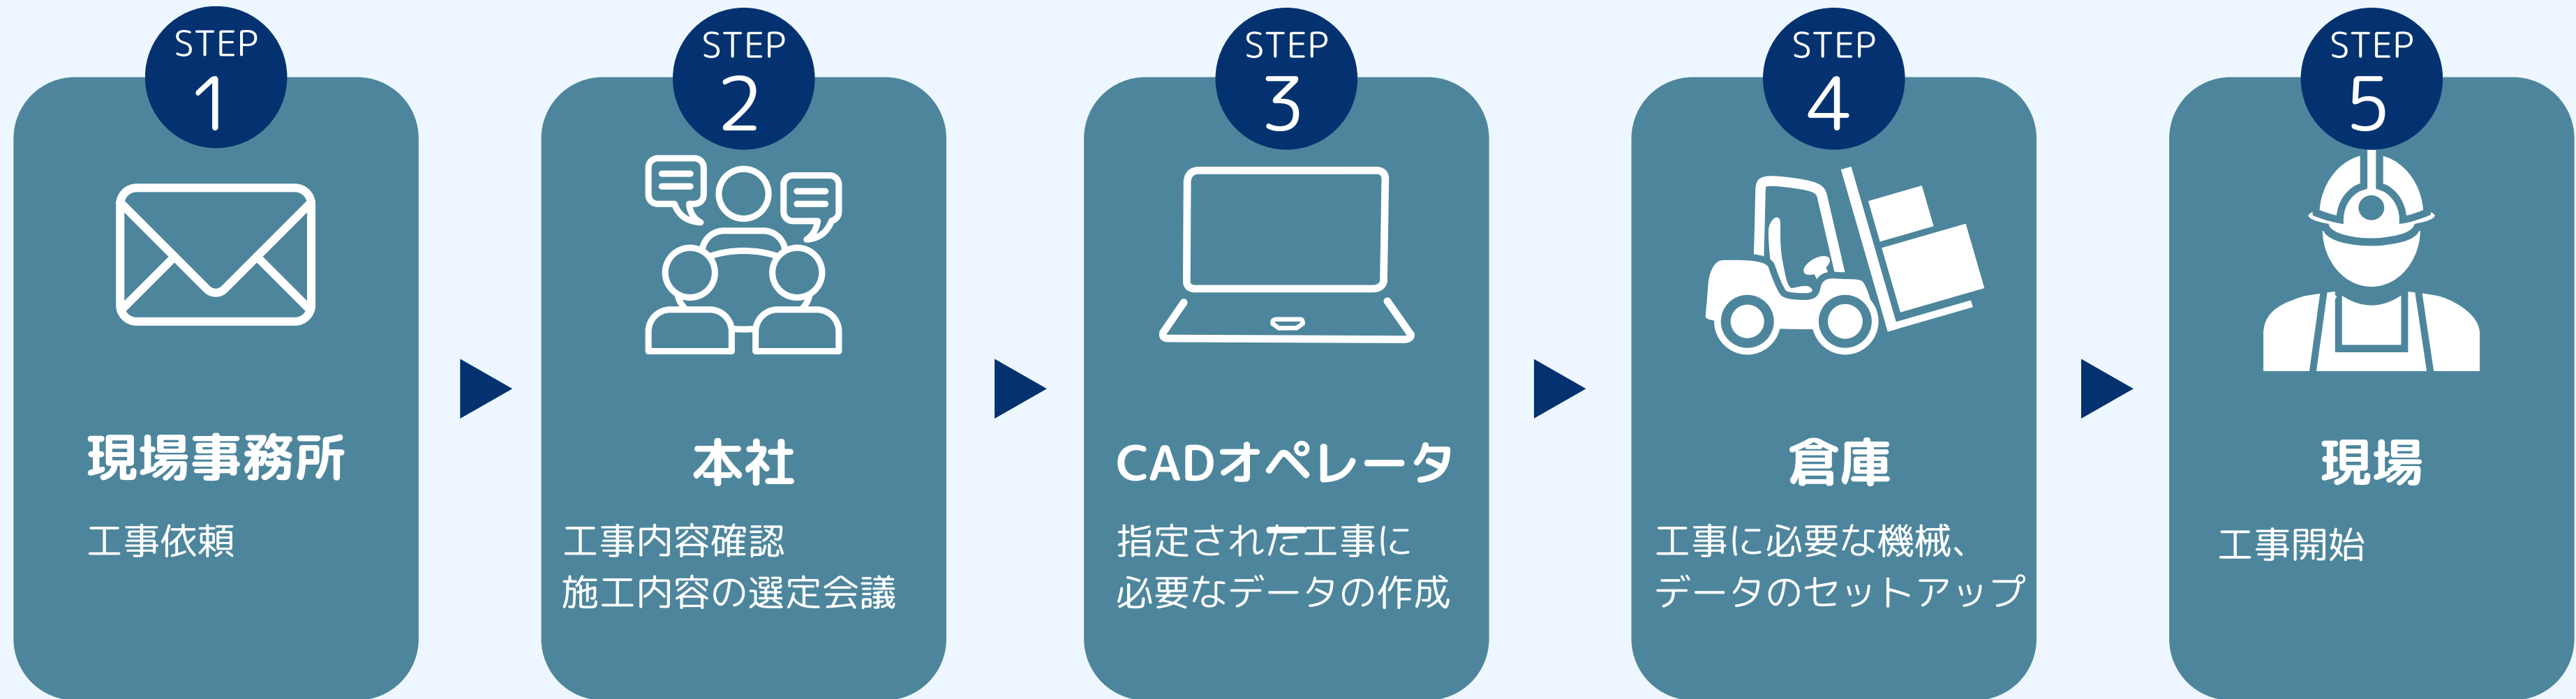 STEP
1
現場事務所
工事依頼
STEP
2
本社
工事内容確認
施工内容の選定会議
STEP
3
CADオペレータ
ー
指定された工事に
必要なデータの作成
STEP
4
倉庫
工事に必要な機械、
データのセットアップ
STEP
5
現場
工事開始